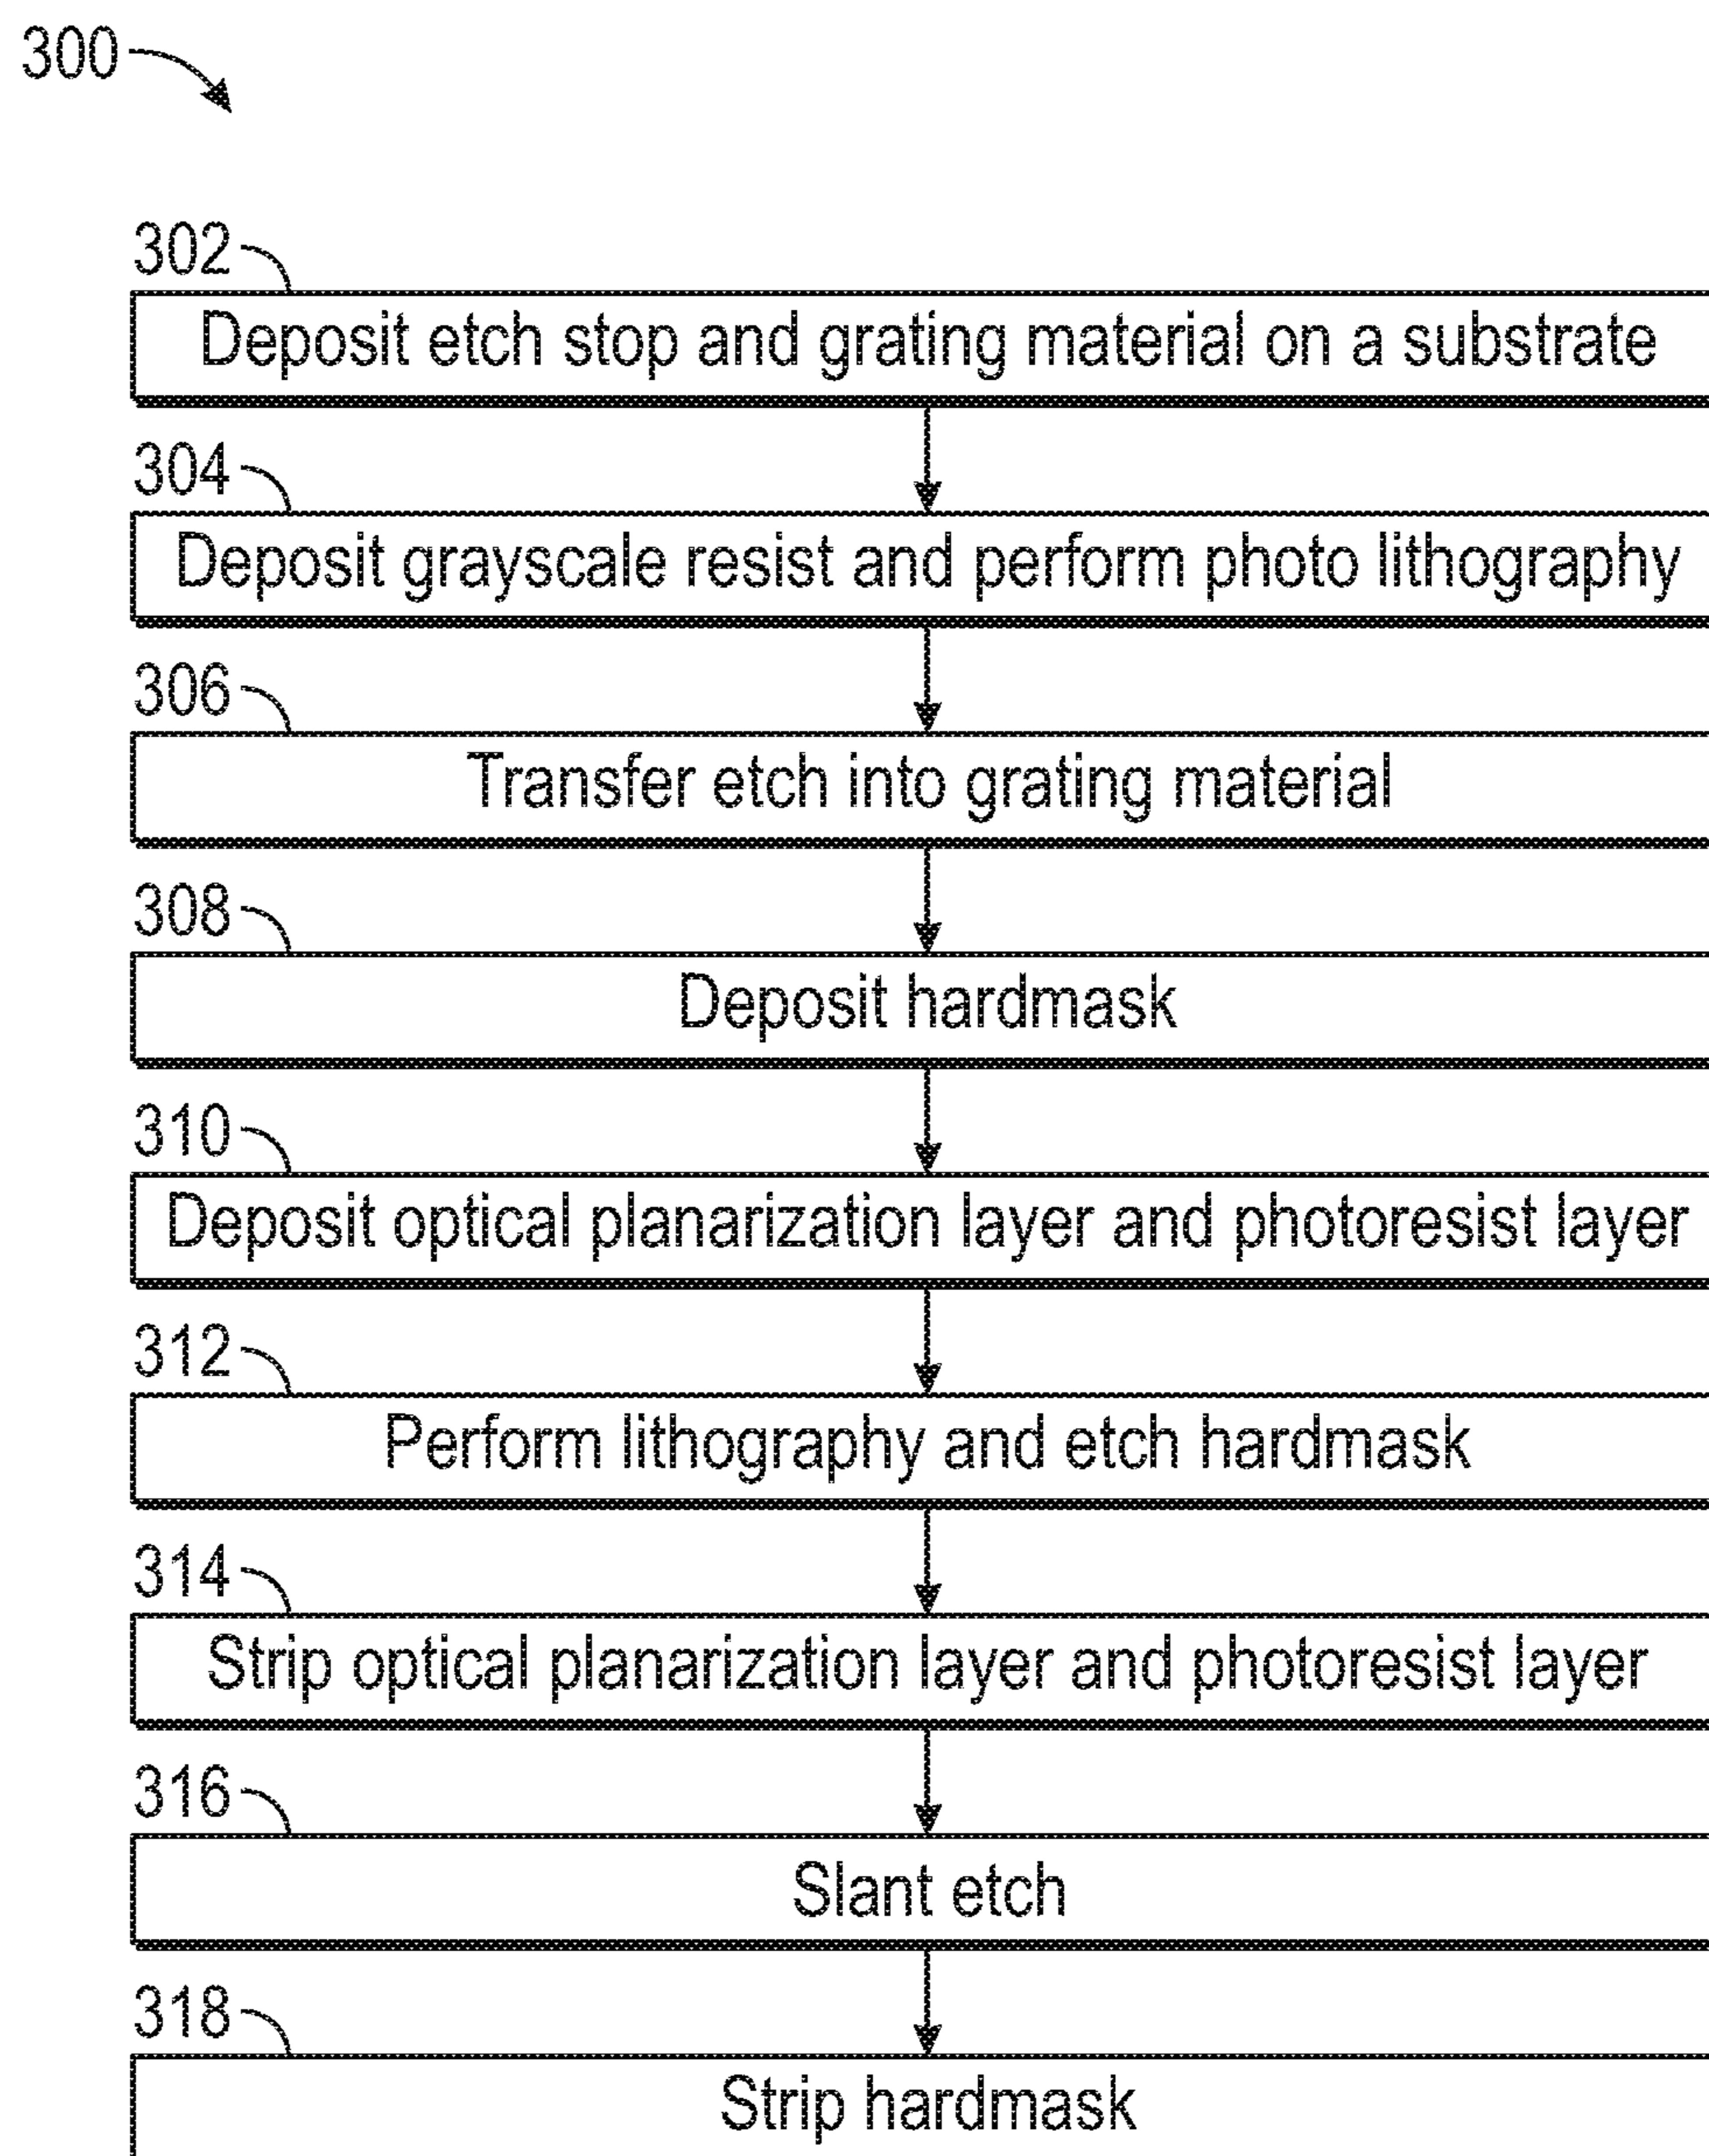 300
302
Deposit etch stop and grating material on a substrate
304
Deposit grayscale resist and perform photo lithography
306
Transfer etch into grating material
308
Deposit hardmask
310
Deposit optical planarization layer and photoresist layer
312
Perform lithography and etch hardmask
314
Strip optical planarization layer and photoresist layer
316
Slant etch
318
Strip hardmask